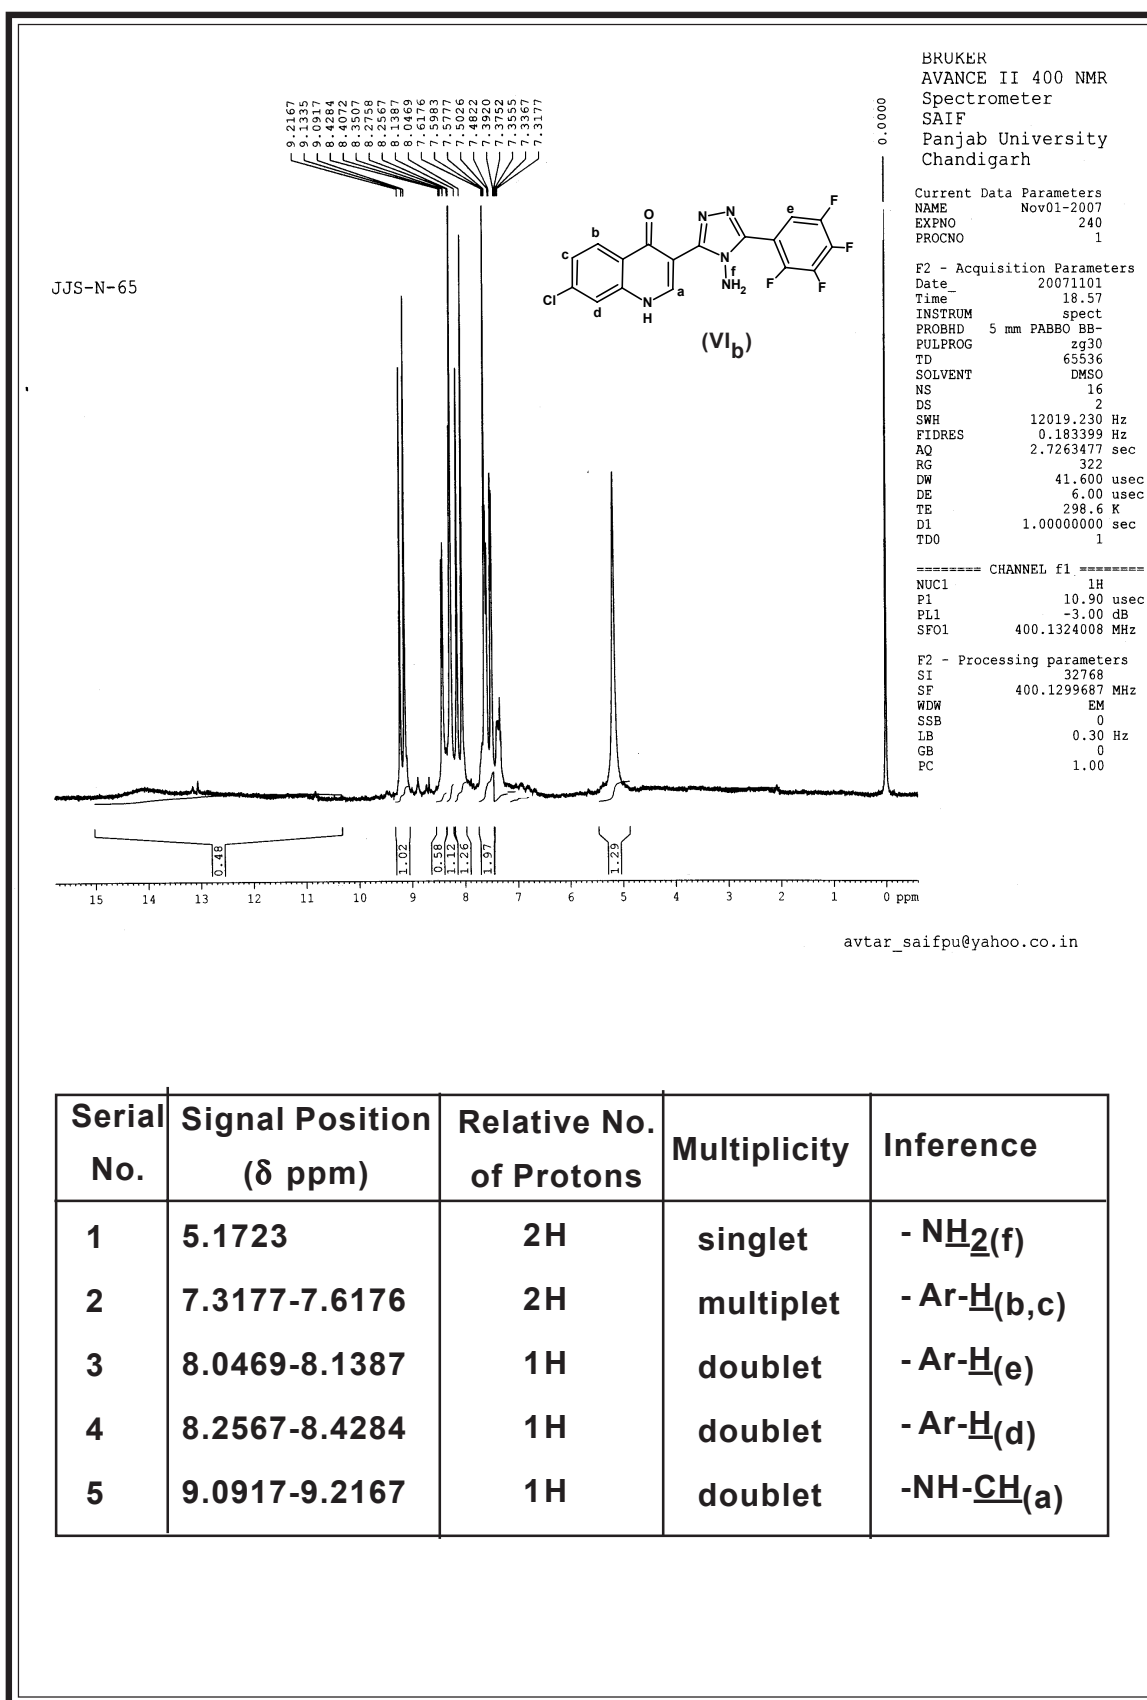 BRUKER
AVANCE II 400 NMR
Spectrometer
SAIF
Panjab University
Chandigarh
9.2167
9.1335
9.0917
8.4284
8.4072
8.3507
8.2758
8.2567
8.1387
8.0469
7.6176
7.5983
7.5777
7.5026
7.4822
7.3920
7.3752
7.3555
7.3367
7.3177
0.0000
JJS-N-65
O
N N
e F
b
c
F
N
f
NH2
F
F
a
Cl
d
N
H
(VIb)
Current Data Parameters
NAME Nov01-2007
EXPNO 240
PROCNO 1
F2 - Acquisition Parameters
Date_ 20071101
Time 18.57
INSTRUM spect
PROBHD 5 mm PABBO BB-
PULPROG zg30
TD 65536
SOLVENT DMSO
NS 16
DS 2
SWH 12019.230 Hz
FIDRES 0.183399 Hz
AQ 2.7263477 sec
RG 322
DW 41.600 usec
DE 6.00 usec
TE 298.6 K
D1 1.00000000 sec
TD0 1
======== CHANNEL f1 ========
NUC1 1H
P1 10.90 usec
PL1 -3.00 dB
SFO1 400.1324008 MHz
F2 - Processing parameters
SI 32768
SF 400.1299687 MHz
WDW EM
SSB 0
LB 0.30 Hz
GB 0
PC 1.00
0.48 1.02 0.58 1.12 1.26 1.97 1.29
15 14 13 12 11 10 9 8 7 6 5 4 3 2 1 0 ppm
avtar_saifpu@yahoo.co.in
Serial No. Signal Position (δ ppm) Relative No. of Protons Multiplicity Inference
1 5.1723 2H singlet - NH2(f)
2 7.3177-7.6176 2H multiplet - Ar-H(b,c)
3 8.0469-8.1387 1H doublet - Ar-H(e)
4 8.2567-8.4284 1H doublet - Ar-H(d)
5 9.0917-9.2167 1H doublet -NH-CH(a)